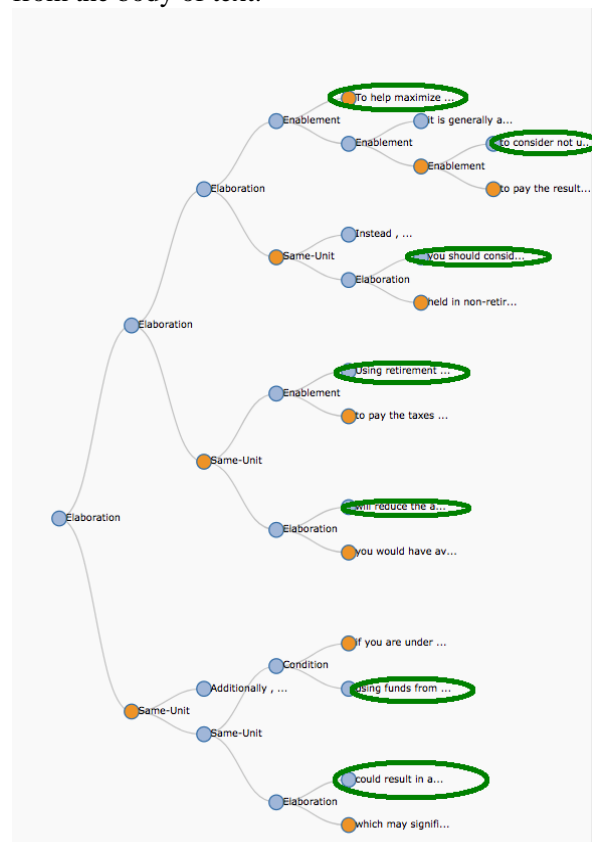 from the body of text.
To help maximize ...
Enablement
it is generally a...
Enablement
to consider not u...
Enablement
to pay the result...
Elaboration
Instead , ...
Same-Unit
you should consid...
Elaboration
held in non-retir...
Elaboration
Using retirement ...
Enablement
to pay the taxes ...
Same-Unit
will reduce the a...
Elaboration
you would have av...
Elaboration
if you are under ...
Condition
Additionally , ...
using funds from ...
Same-Unit
Same-Unit
could result in a...
Elaboration
which may signifi...